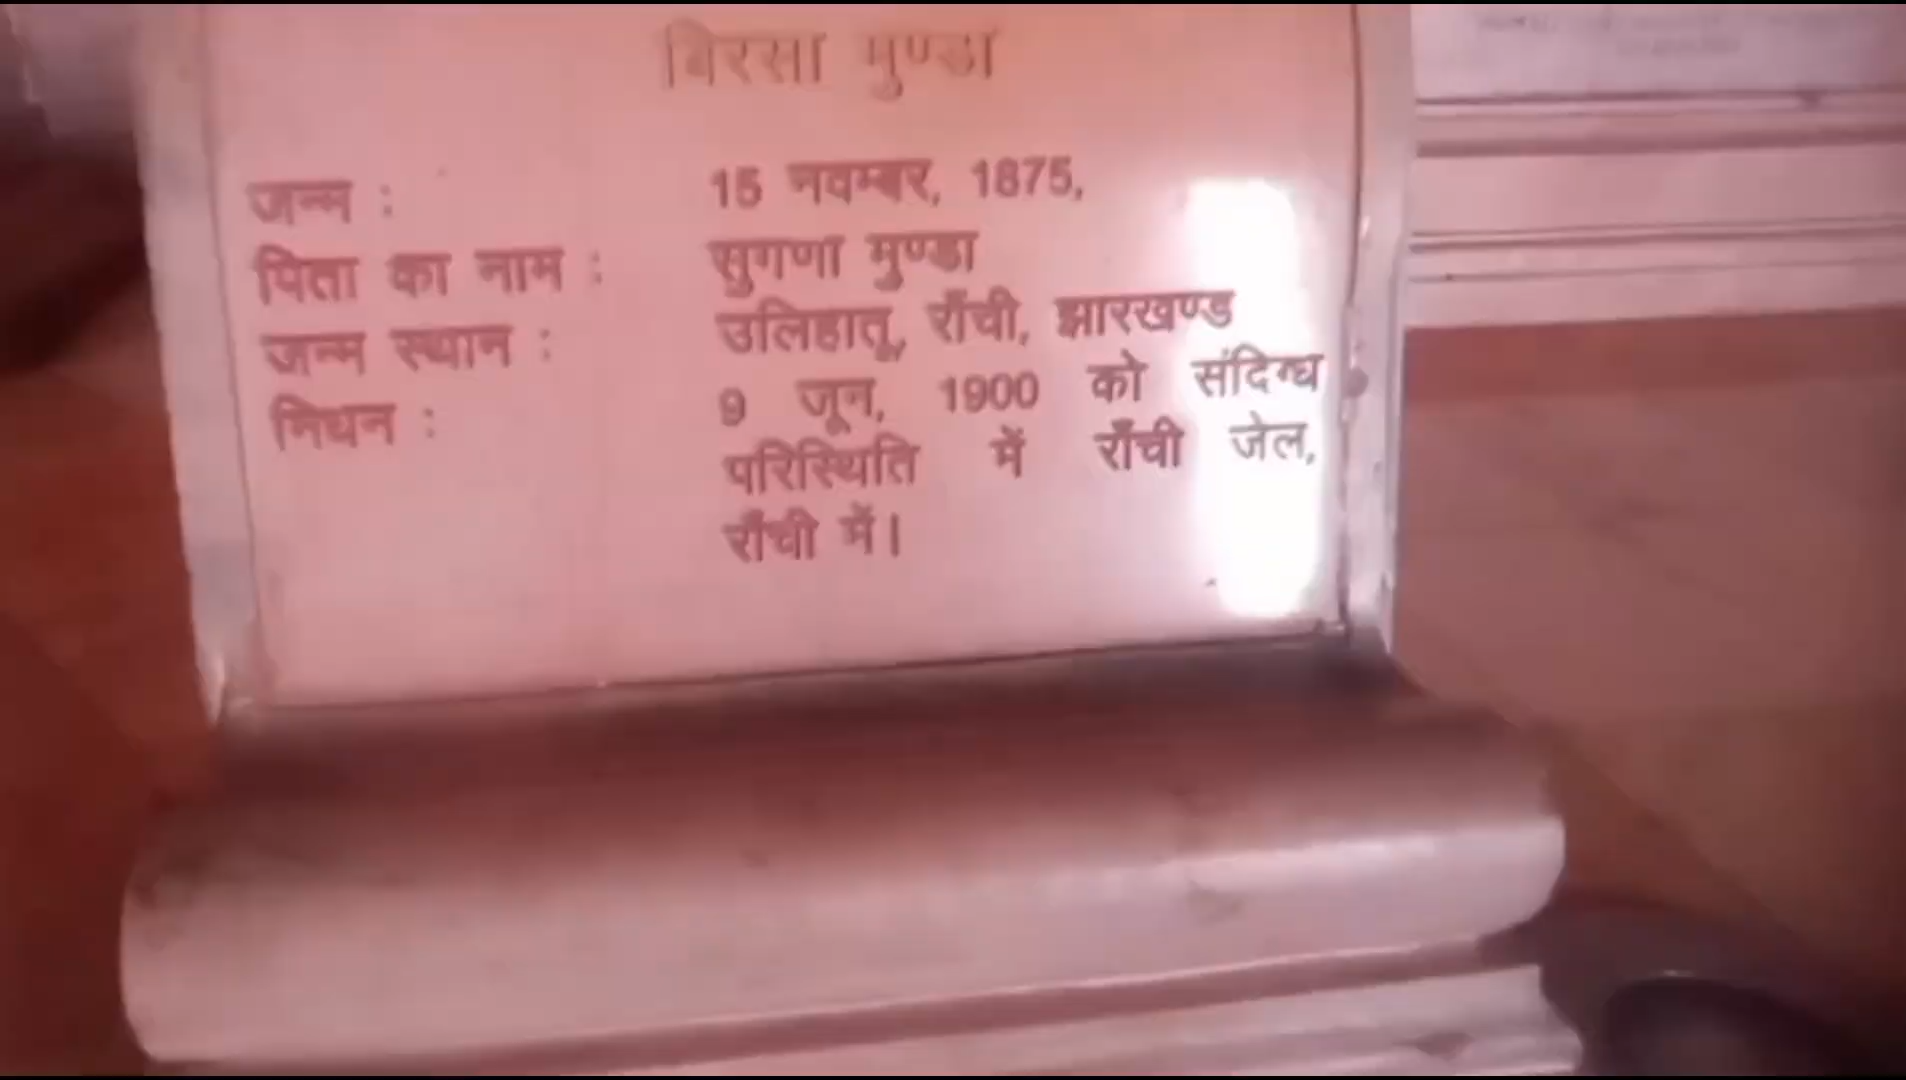 बिरसा मुण्डा
जन्म : 15 नवम्बर, 1875,
पिता का नाम : सुगणा मुण्डा
जन्म स्थान : उलिहातू, राँची, झारखण्ड
निधन : 9 जून, 1900 को संदिग्ध
परिस्थिति में राँची जेल,
राँची में।